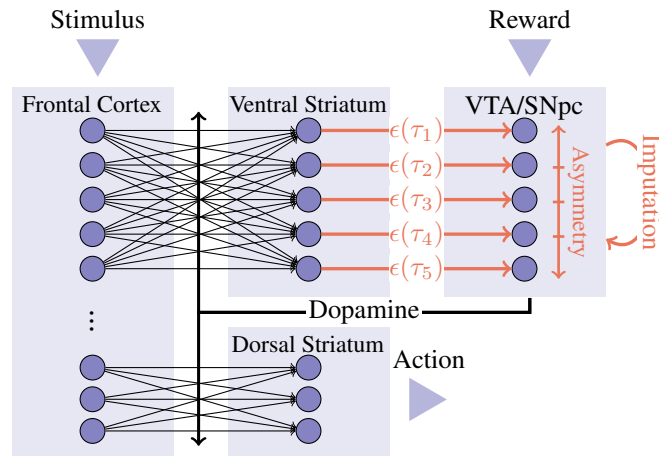 Stimulus
Reward
Frontal Cortex
Ventral Striatum
VTA/SNpc
ϵ(τ₁)
ϵ(τ₂)
ϵ(τ₃)
ϵ(τ₄)
ϵ(τ₅)
Asymmetry
Imputation
...
Dopamine
Dorsal Striatum
Action